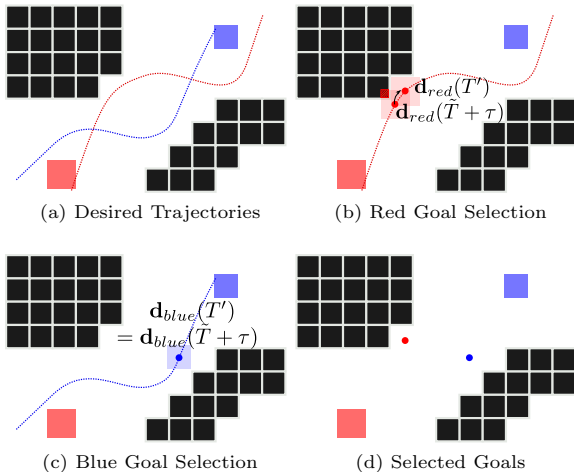 d_red(T′)
d_red(T̃ + τ)
(a) Desired Trajectories
(b) Red Goal Selection
d_blue(T′)
= d_blue(T̃ + τ)
(c) Blue Goal Selection
(d) Selected Goals